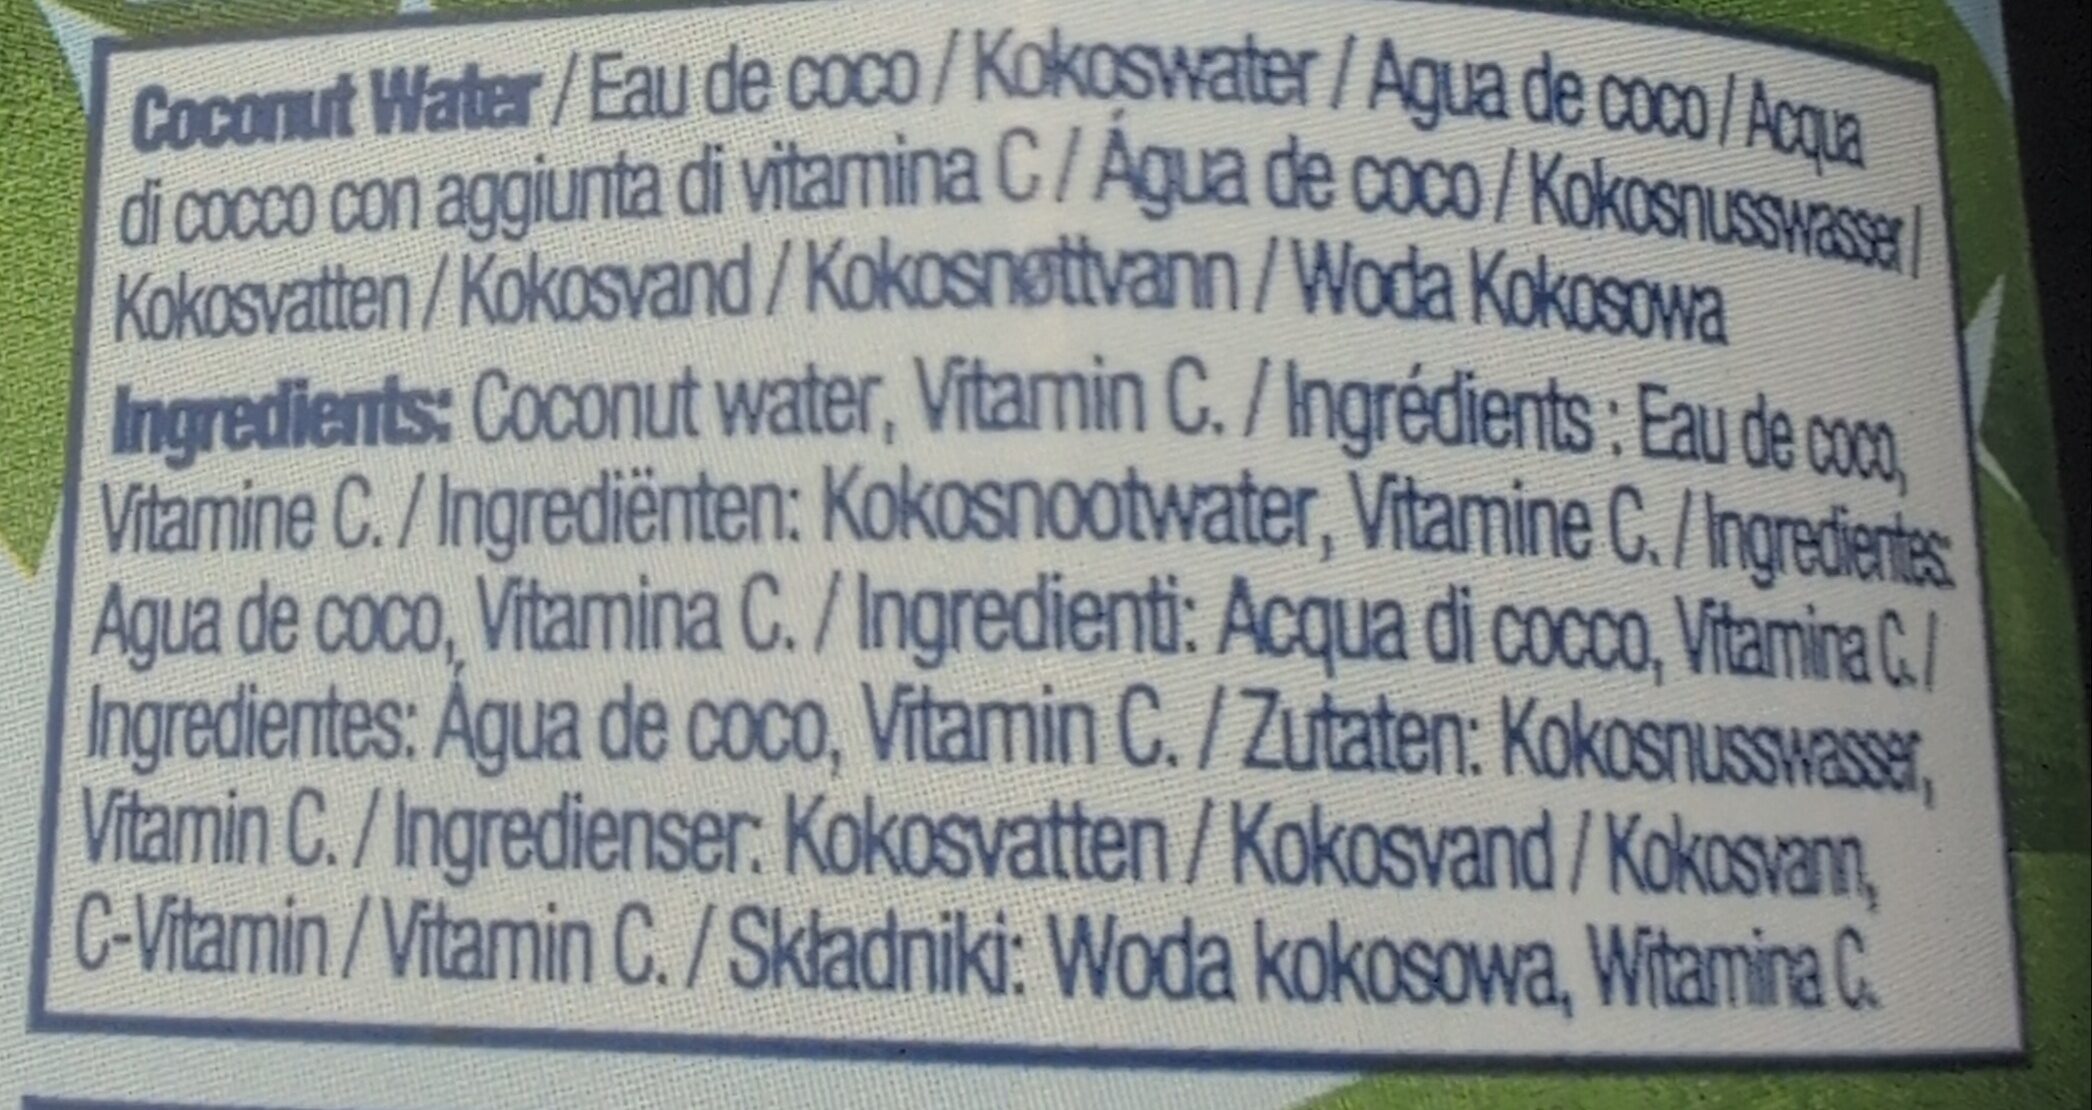 Coconut Water / Eau de coco / Kokoswater / Agua de coco / Acqua
di cocco con aggiunta di vitamina C / Água de coco / Kokosnusswasser /
Kokosvatten / Kokosvand / Kokosnøttvann / Woda Kokosowa
Ingredients: Coconut water, Vitamin C. / Ingrédients : Eau de coco,
Vitamine C. / Ingrediënten: Kokosnootwater, Vitamine C. / Ingredientes:
Agua de coco, Vitamina C. / Ingredienti: Acqua di cocco, Vitamina C. /
Ingredientes: Água de coco, Vitamin C. / Zutaten: Kokosnusswasser,
Vitamin C. / Ingredienser: Kokosvatten / Kokosvand / Kokosvann,
C-Vitamin / Vitamin C. / Składniki: Woda kokosowa, Witamina C.